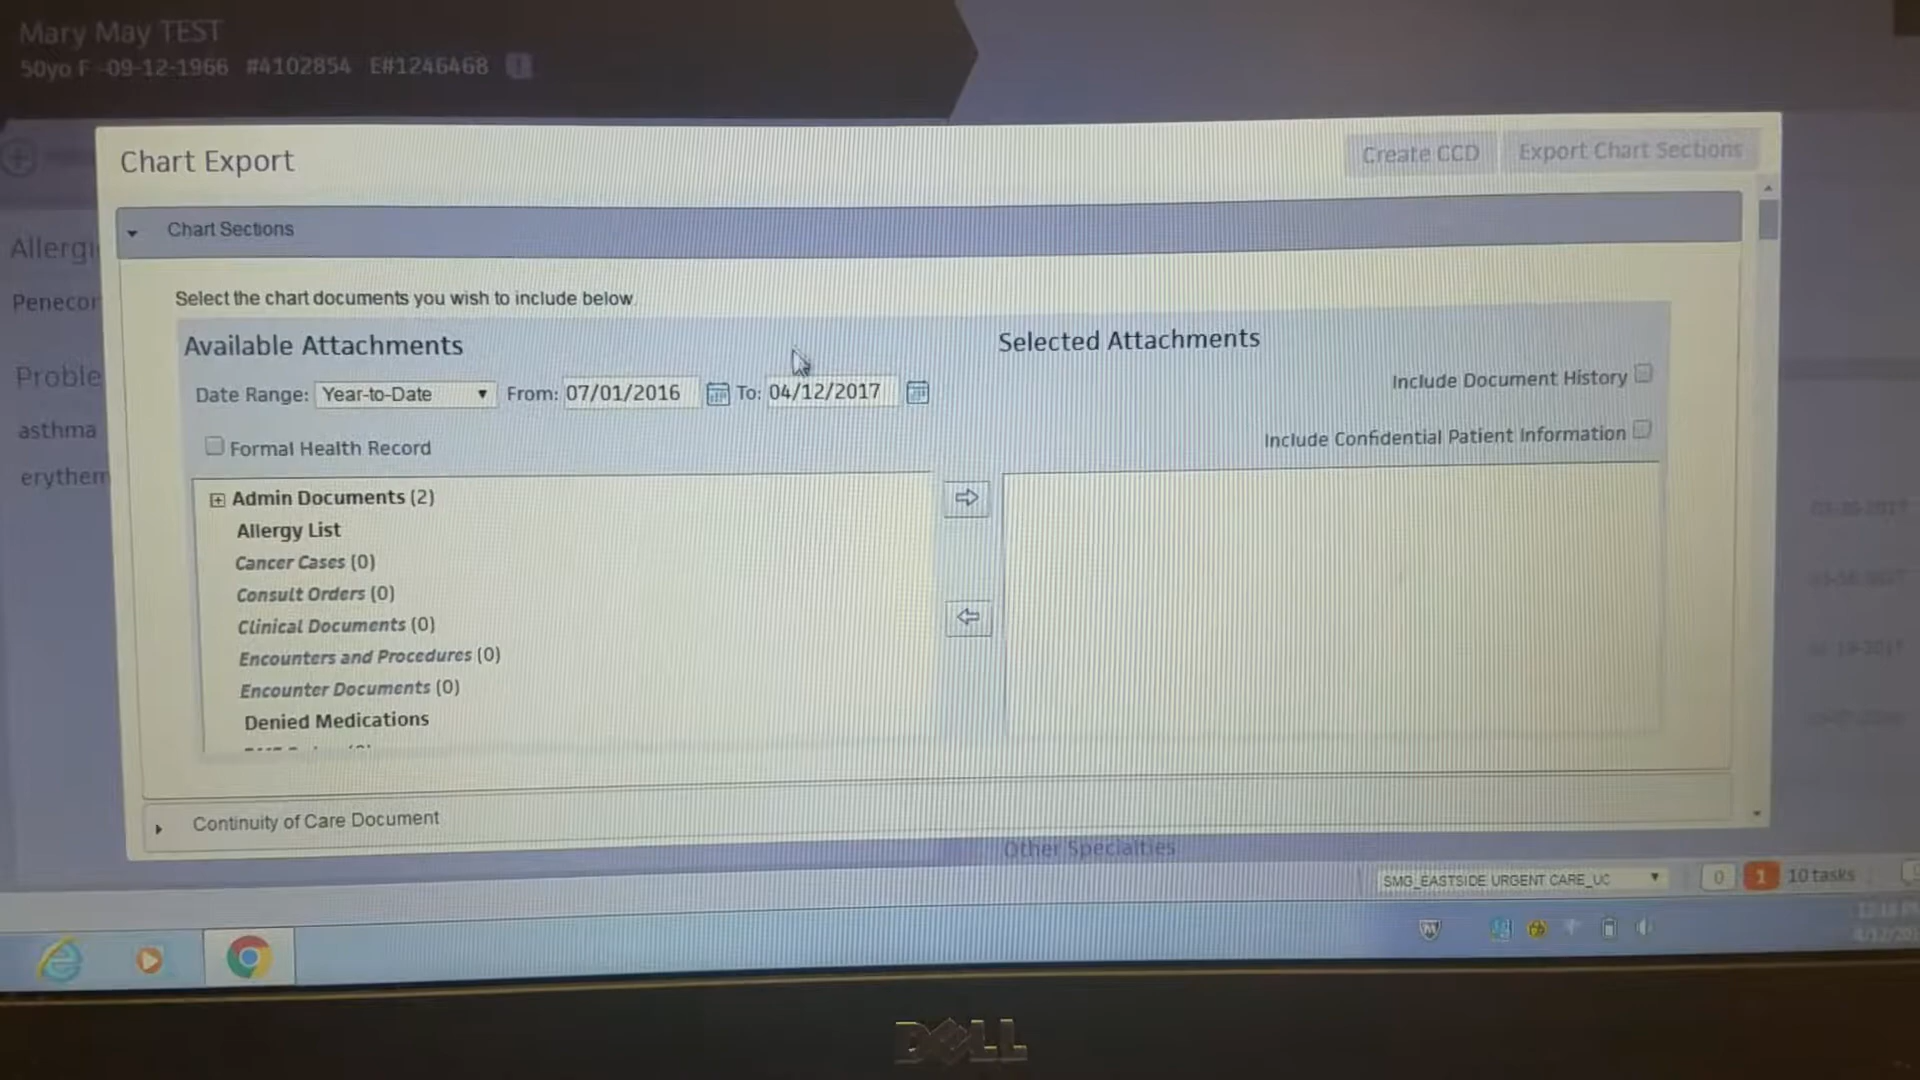 Mary May TEST
50yo F 09-12-1966 #4102854 E#1246468
Chart Export
Create CCD
Export Chart Sections
Chart Sections
Allergi
Select the chart documents you wish to include below.
Penecor
Available Attachments
Selected Attachments
Proble
Date Range: Year-to-Date From: 07/01/2016 To: 04/12/2017
Include Document History
asthma
Formal Health Record
Include Confidential Patient Information
erythem
Admin Documents (2)
Allergy List
Cancer Cases (0)
Consult Orders (0)
Clinical Documents (0)
Encounters and Procedures (0)
Encounter Documents (0)
Denied Medications
Continuity of Care Document
Other Specialties
SMG_EASTSIDE URGENT CARE_UC
0
1
10 tasks
DELL